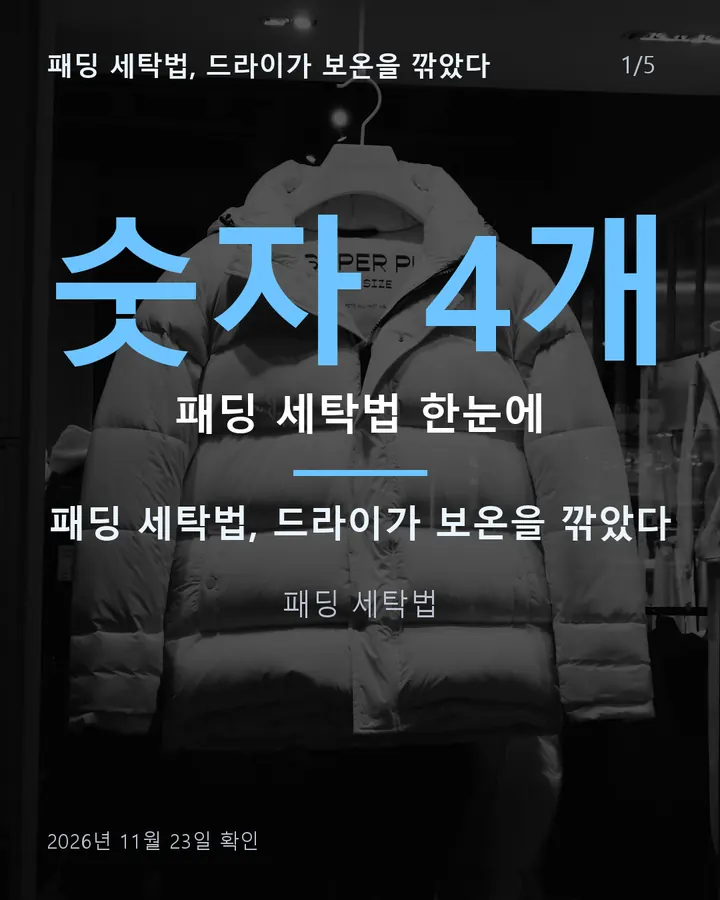 패딩 세탁법, 드라이가 보온을 깎았다
1/5
숫자 4개
패딩 세탁법 한눈에
패딩 세탁법, 드라이가 보온을 깎았다
패딩 세탁법
2026년 11월 23일 확인